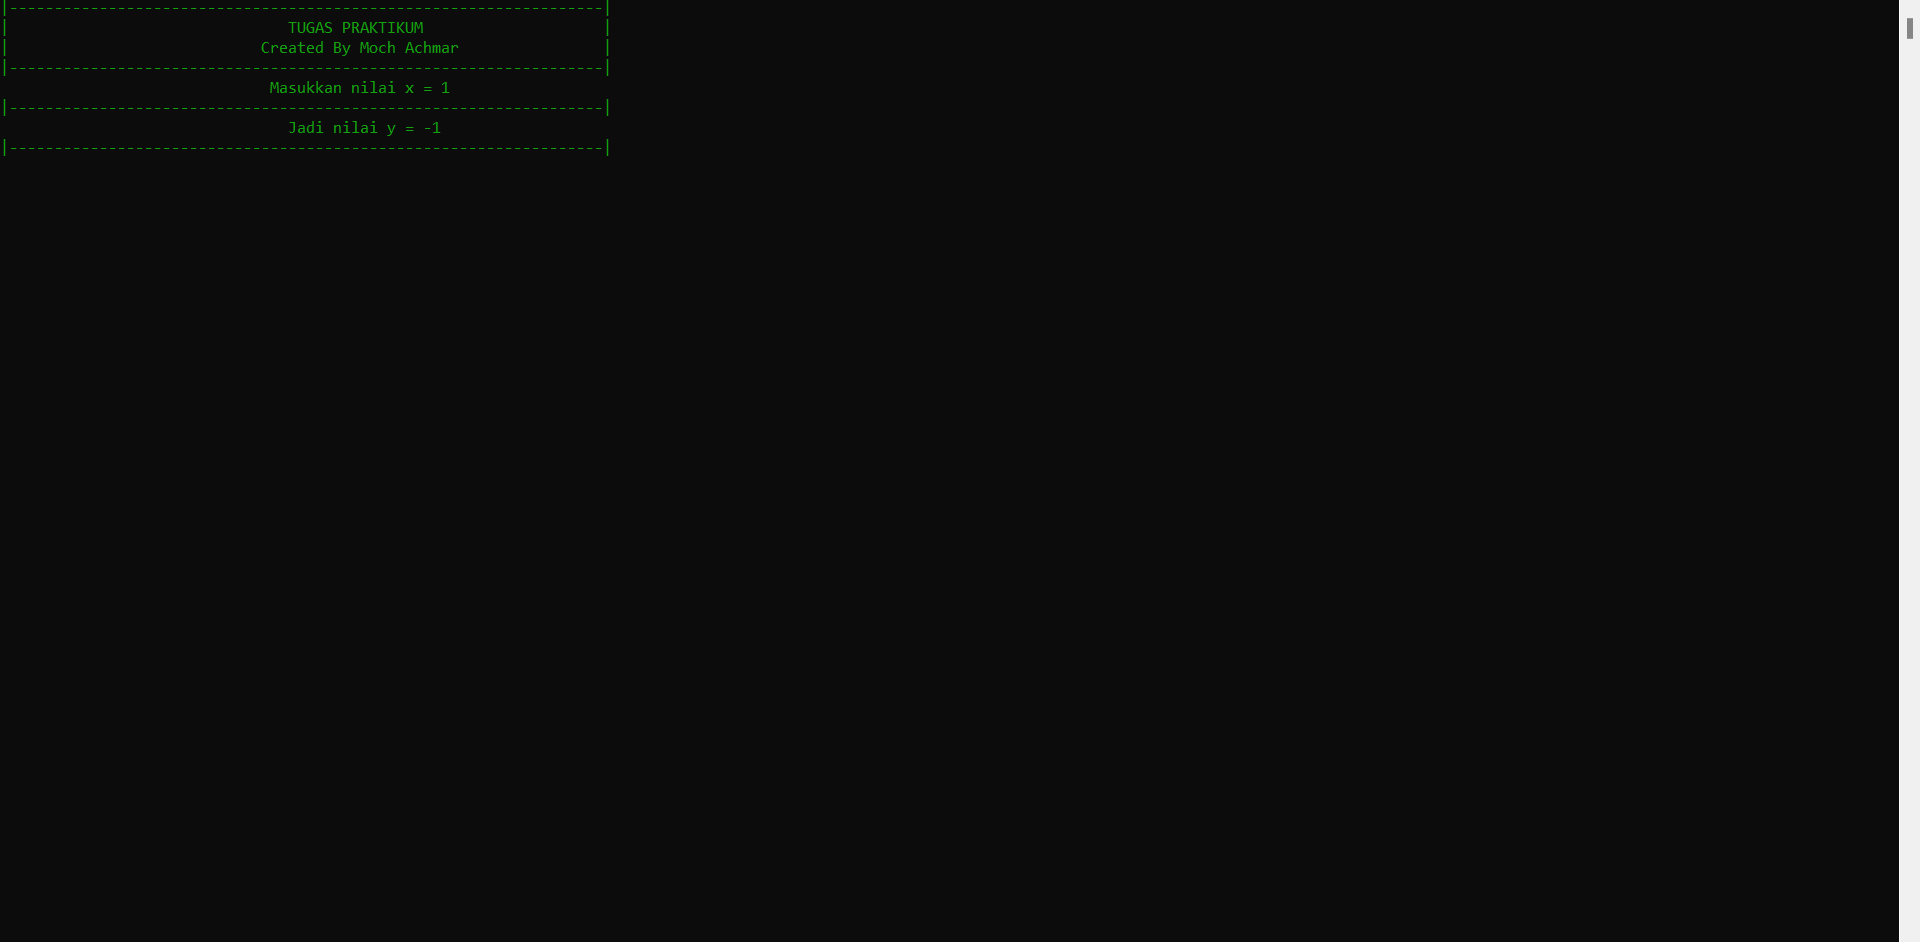 |------------------------------------------------------------------|
|                               TUGAS PRAKTIKUM                    |
|                            Created By Moch Achmar                |
|------------------------------------------------------------------|
                              Masukkan nilai x = 1
|------------------------------------------------------------------|
                                Jadi nilai y = -1
|------------------------------------------------------------------|